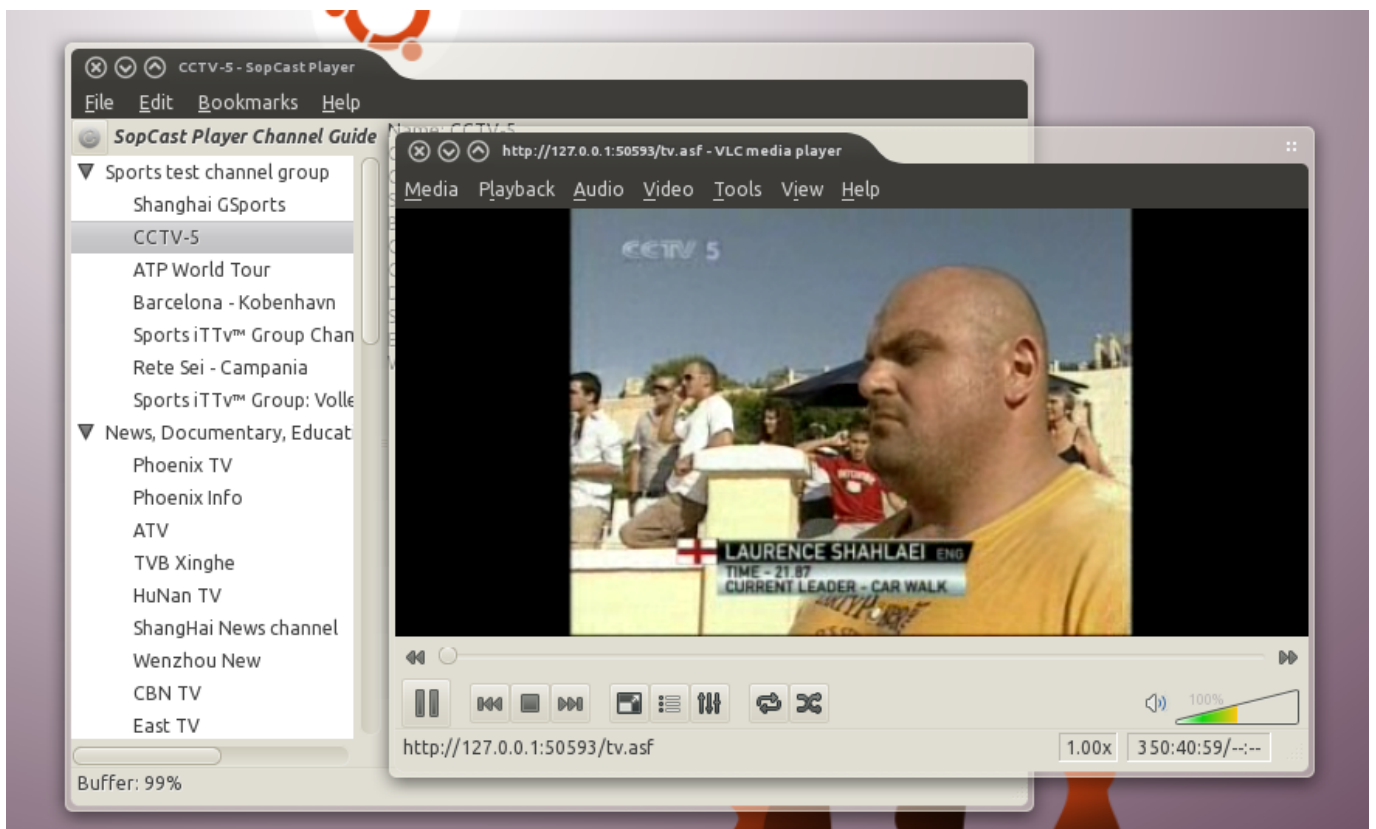 CCTV-5 - SopCast Player
File Edit Bookmarks Help
SopCast Player Channel Guide
Name: CCTV-5
Sports test channel group
Shanghai GSports
CCTV-5
ATP World Tour
Barcelona - Kobenhavn
Sports iTTv™ Group Chan
Rete Sei - Campania
Sports iTTv™ Group: Volle
News, Documentary, Educat
Phoenix TV
Phoenix Info
ATV
TVB Xinghe
HuNan TV
ShangHai News channel
Wenzhou New
CBN TV
East TV
Buffer: 99%
http://127.0.0.1:50593/tv.asf - VLC media player
Media Playback Audio Video Tools View Help
CCTV 5
LAURENCE SHAHLAEI ENG
TIME - 21.87
CURRENT LEADER - CAR WALK
100%
http://127.0.0.1:50593/tv.asf
1.00x
350:40:59/--:--